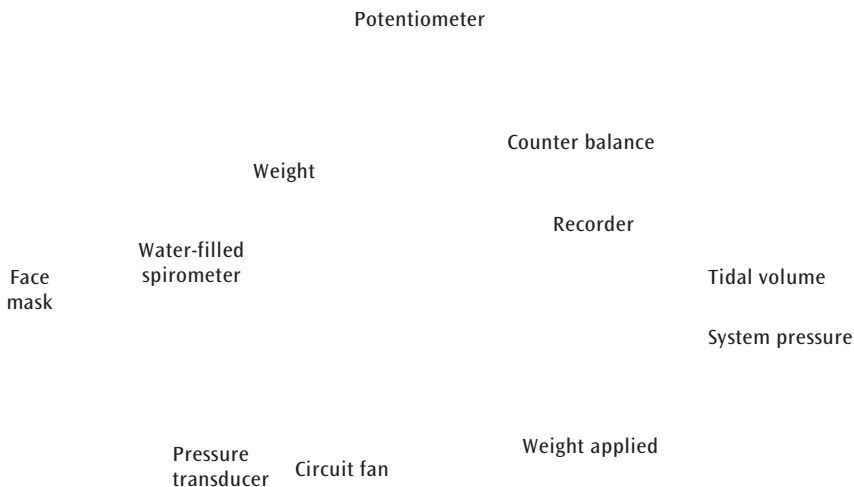 Potentiometer
Counter balance
Weight
Recorder
Water-filled
spirometer
Face
mask
Tidal volume
System pressure
Weight applied
Pressure
transducer
Circuit fan